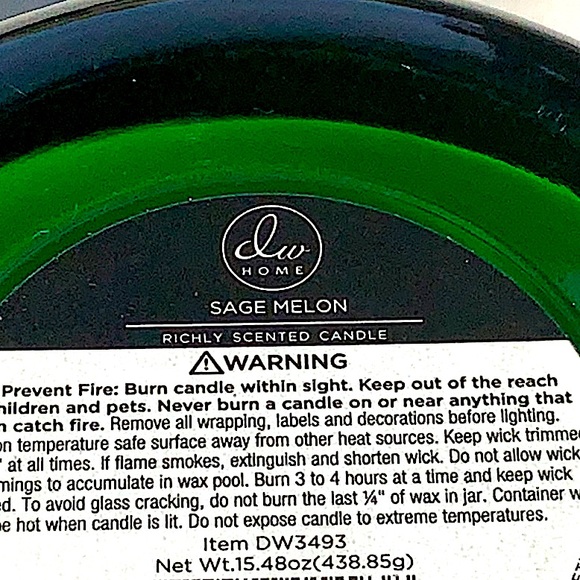 dw
HOME
SAGE MELON
RICHLY SCENTED CANDLE
WARNING
Prevent Fire: Burn candle within sight. Keep out of the reach
children and pets. Never burn a candle on or near anything that
catch fire. Remove all wrapping, labels and decorations before lighting.
on temperature safe surface away from other heat sources. Keep wick trimmed
" at all times. If flame smokes, extinguish and shorten wick. Do not allow wick
mings to accumulate in wax pool. Burn 3 to 4 hours at a time and keep wick
ed. To avoid glass cracking, do not burn the last ¼" of wax in jar. Container w
be hot when candle is lit. Do not expose candle to extreme temperatures.
Item DW3493
Net Wt.15.48oz(438.85g)